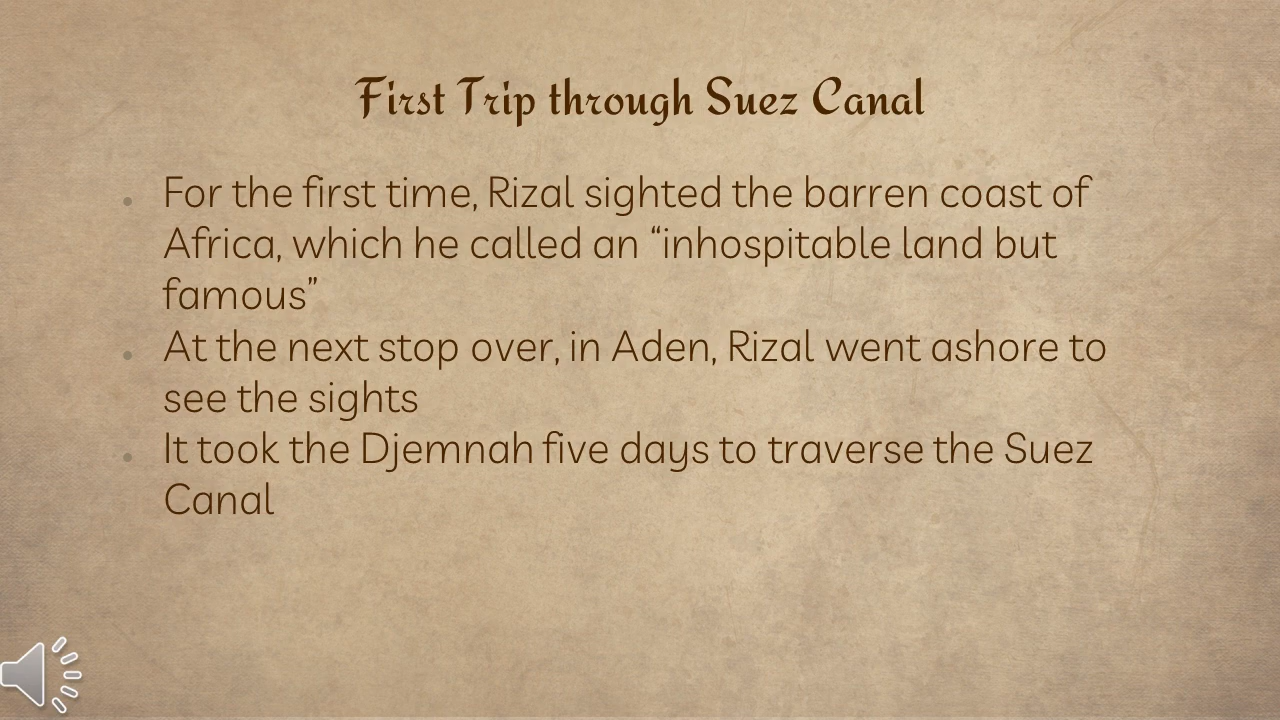 First Trip through Suez Canal
• For the first time, Rizal sighted the barren coast of
Africa, which he called an “inhospitable land but
famous”
• At the next stop over, in Aden, Rizal went ashore to
see the sights
• It took the Djemnah five days to traverse the Suez
Canal